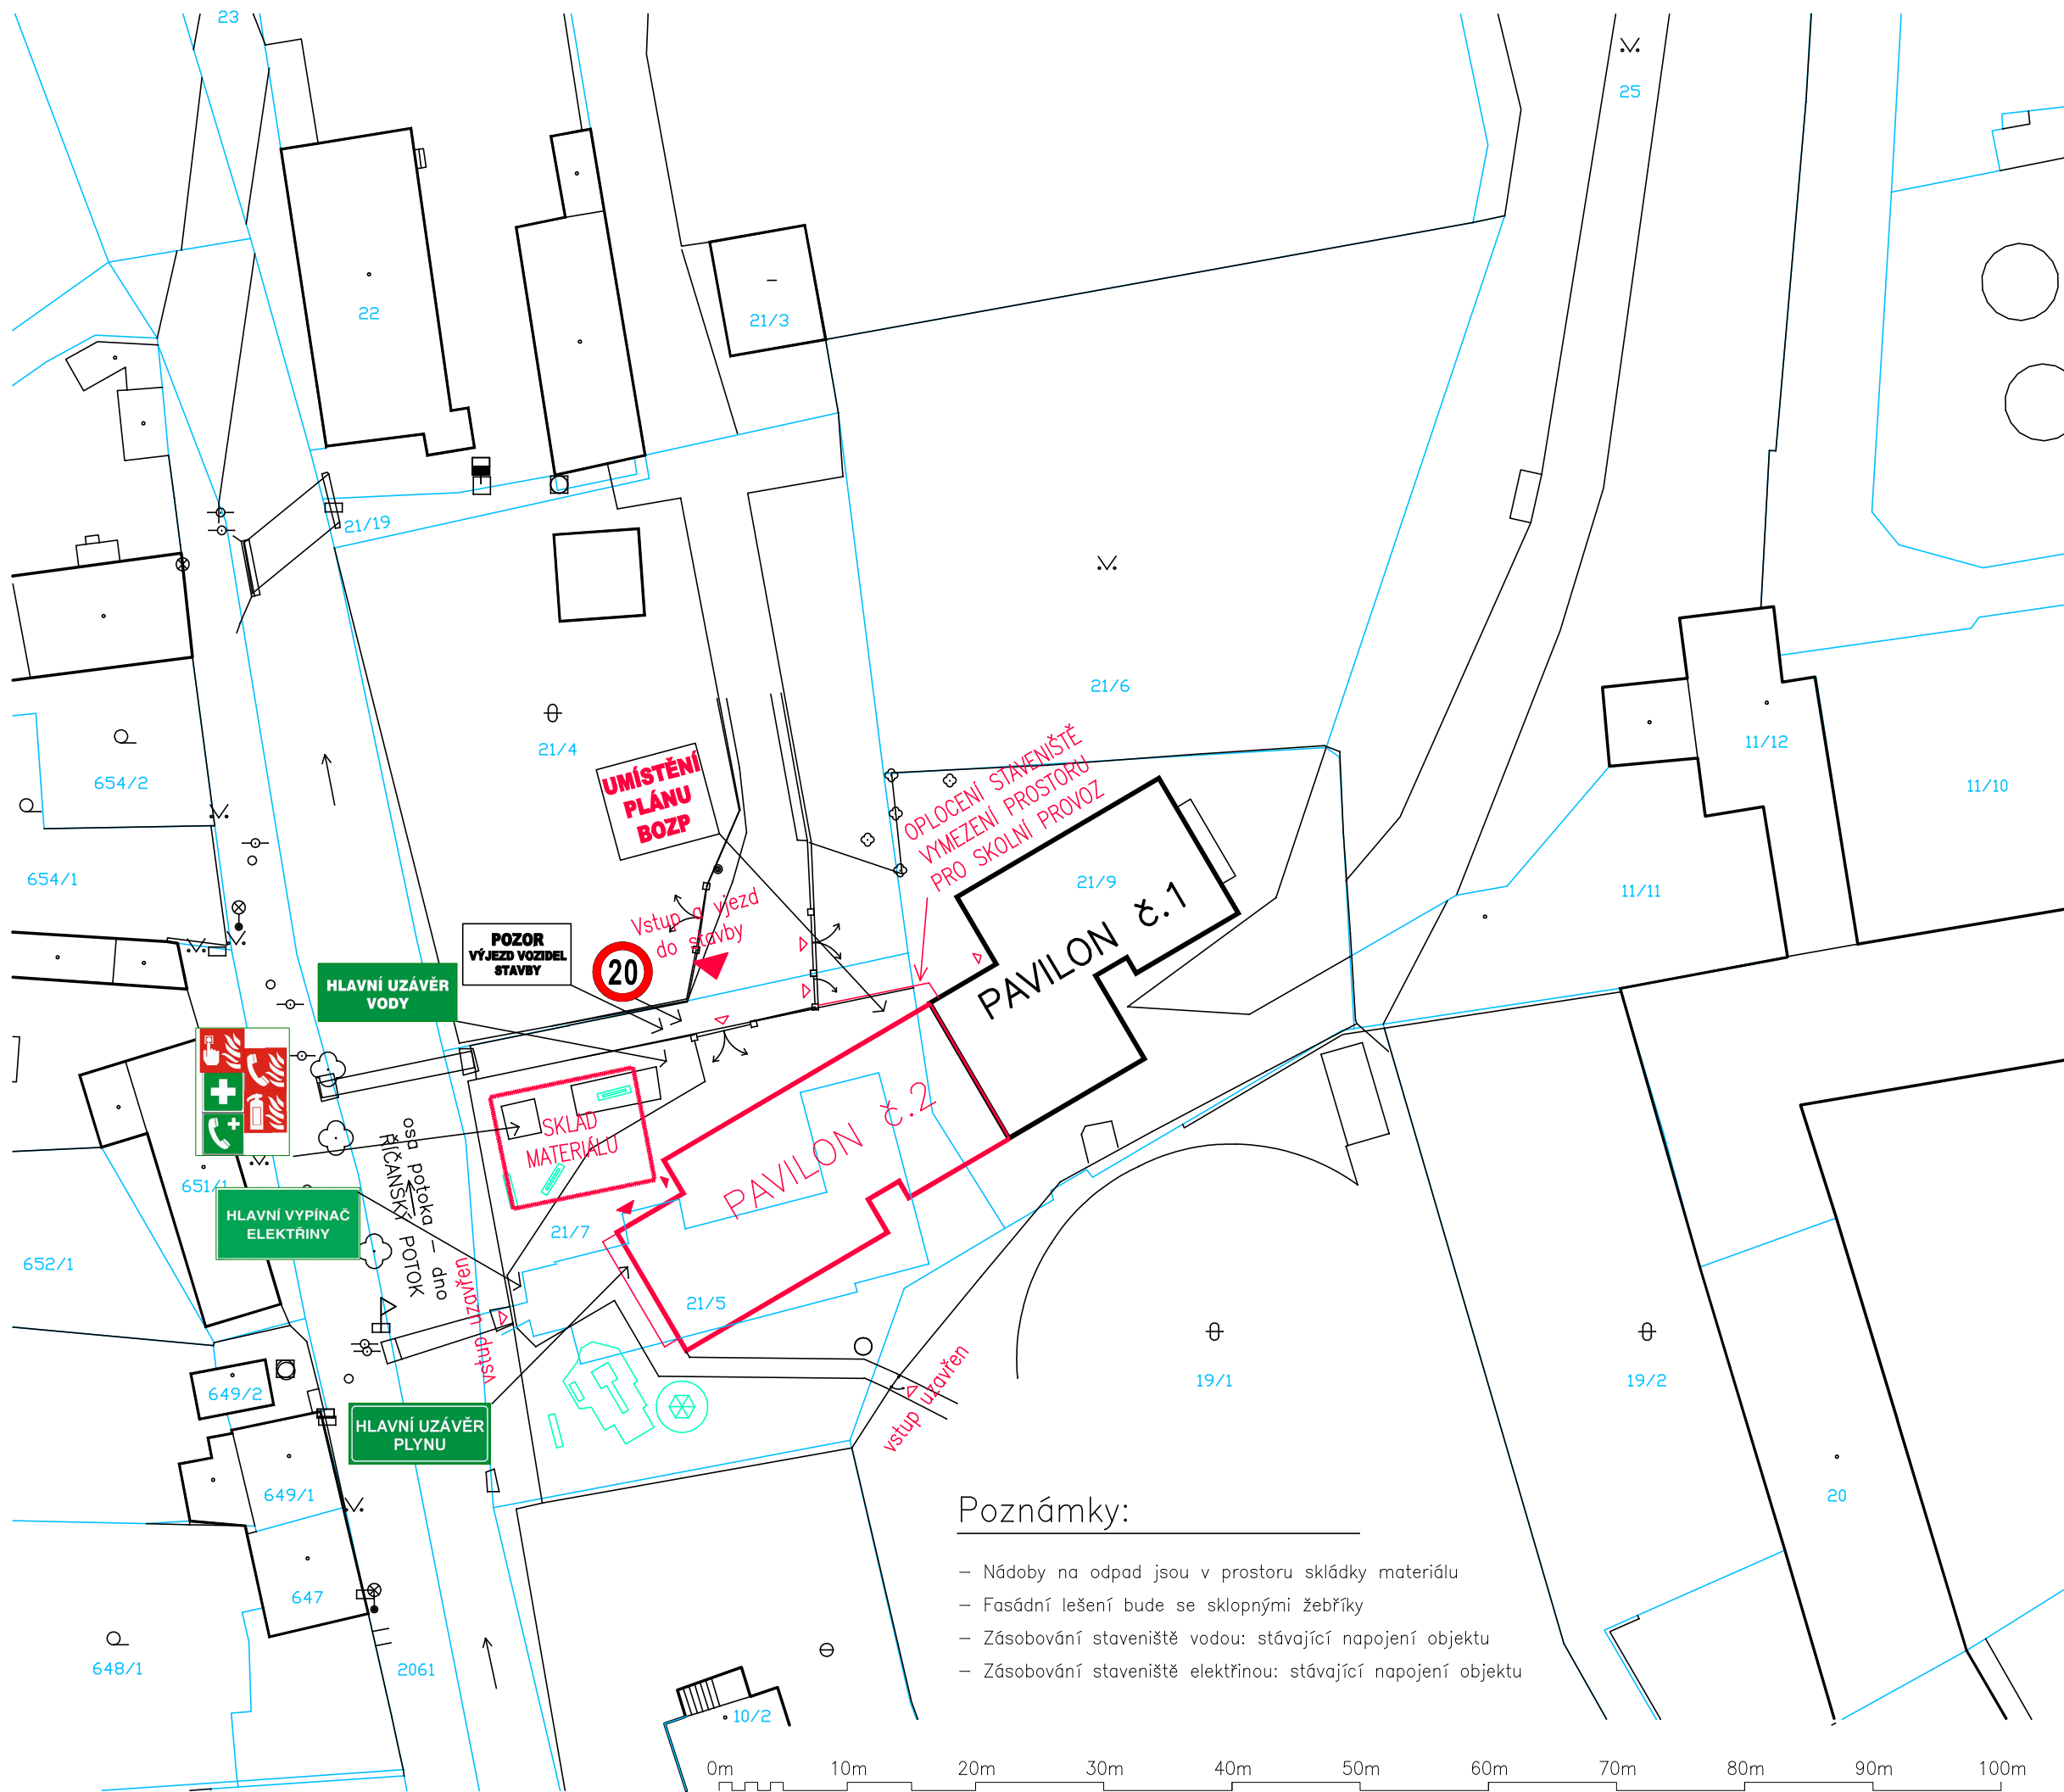 23
25
22
21/3
21/19
21/6
21/4
654/2
11/12
11/10
UMÍSTĚNÍ
PLÁNU
BOZP
OPLOCENÍ STAVENIŠTĚ
VYMEZENÍ PROSTORU
PRO ŠKOLNÍ PROVOZ
654/1
21/9
11/11
PAVILON č.1
Vstup a vjezd
do stavby
POZOR
VÝJEZD VOZIDEL
STAVBY
20
HLAVNÍ UZÁVĚR
VODY
SKLAD
MATERIÁLU
PAVILON č.2
osa potoka – dno
ŘÍČANSKÝ POTOK
651/1
HLAVNÍ VYPÍNAČ
ELEKTŘINY
21/7
652/1
vstup uzavřen
21/5
649/2
HLAVNÍ UZÁVĚR
PLYNU
vstup uzavřen
19/1
19/2
649/1
20
647
648/1
2061
10/2
Poznámky:
– Nádoby na odpad jsou v prostoru skládky materiálu
– Fasádní lešení bude se sklopnými žebříky
– Zásobování staveniště vodou: stávající napojení objektu
– Zásobování staveniště elektřinou: stávající napojení objektu
0m 10m 20m 30m 40m 50m 60m 70m 80m 90m 100m